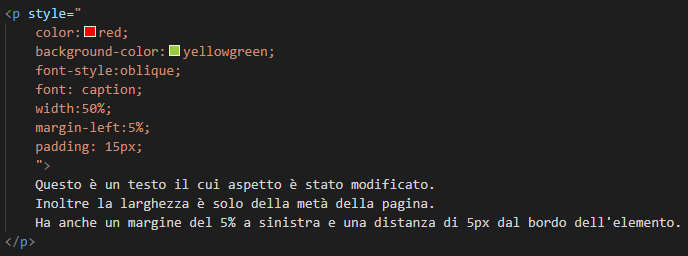 <p style="
color:red;
background-color:yellowgreen;
font-style:oblique;
font: caption;
width:50%;
margin-left:5%;
padding: 15px;
">
Questo è un testo il cui aspetto è stato modificato.
Inoltre la larghezza è solo della metà della pagina.
Ha anche un margine del 5% a sinistra e una distanza di 5px dal bordo dell'elemento.
</p>